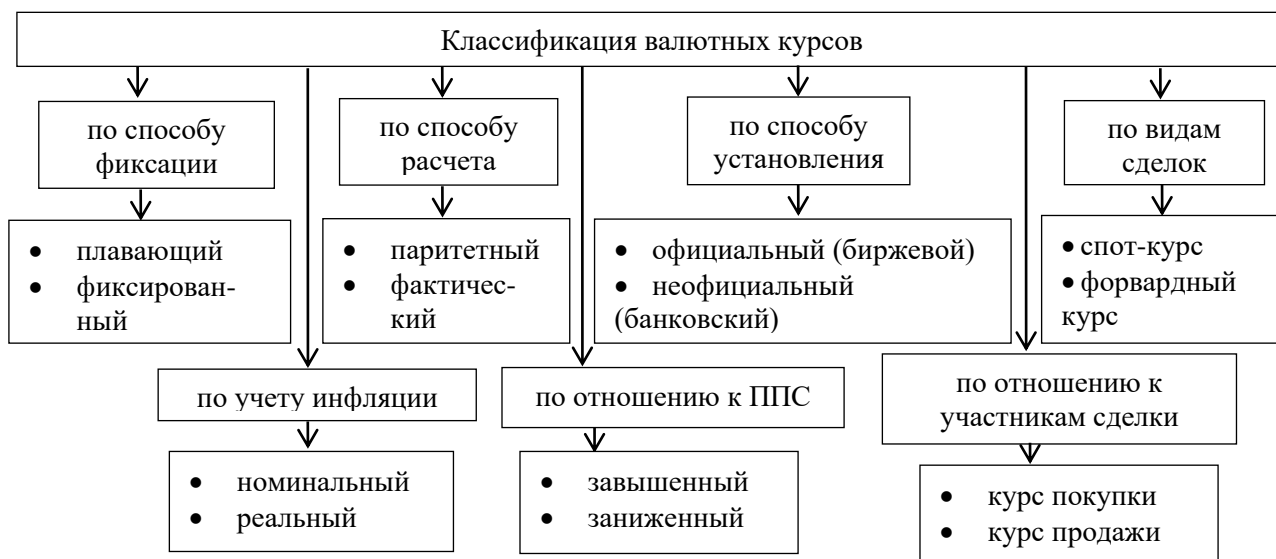 Классификация валютных курсов
по способу
фиксации
• плавающий
• фиксирован-
ный
по способу
расчета
• паритетный
• фактичес-
кий
по способу
установления
• официальный (биржевой)
• неофициальный
(банковский)
по видам
сделок
• спот-курс
• форвардный
курс
по учету инфляции
• номинальный
• реальный
по отношению к ППС
• завышенный
• заниженный
по отношению к
участникам сделки
• курс покупки
• курс продажи